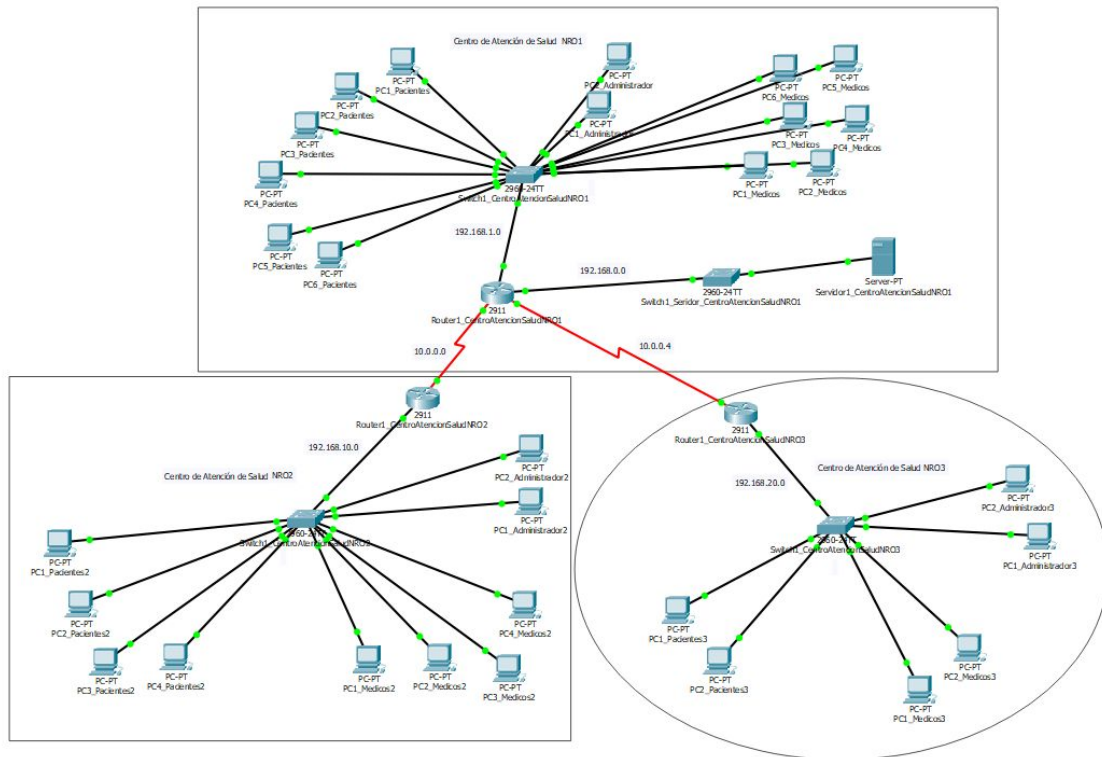 Centro de Atención de Salud NRO1
PC-PT
PC1_Pacientes
PC-PT
PC2_Administrador
PC-PT
PC6_Medicos
PC-PT
PC5_Medicos
PC-PT
PC2_Pacientes
PC-PT
PC1_Administrador
PC-PT
PC3_Medicos
PC-PT
PC4_Medicos
PC-PT
PC3_Pacientes
PC-PT
PC4_Pacientes
2960-24TT
Switch1_CentroAtencionSaludNRO1
PC-PT
PC1_Medicos
PC-PT
PC2_Medicos
192.168.1.0
PC-PT
PC5_Pacientes
PC-PT
PC6_Pacientes
192.168.0.0
2960-24TT
Switch1_Seridor_CentroAtencionSaludNRO1
Server-PT
Servidor1_CentroAtencionSaludNRO1
2911
Router1_CentroAtencionSaludNRO1
10.0.0.0
10.0.0.4
2911
Router1_CentroAtencionSaludNRO2
2911
Router1_CentroAtencionSaludNRO3
192.168.10.0
Centro de Atención de Salud NRO2
PC-PT
PC2_Administrador2
PC-PT
PC1_Administrador2
2960-24TT
Switch1_CentroAtencionSaludNRO2
PC-PT
PC1_Pacientes2
PC-PT
PC2_Pacientes2
PC-PT
PC3_Pacientes2
PC-PT
PC4_Pacientes2
PC-PT
PC1_Medicos2
PC-PT
PC2_Medicos2
PC-PT
PC3_Medicos2
PC-PT
PC4_Medicos2
192.168.20.0
Centro de Atención de Salud NRO3
PC-PT
PC2_Administrador3
PC-PT
PC1_Administrador3
2960-24TT
Switch1_CentroAtencionSaludNRO3
PC-PT
PC1_Pacientes3
PC-PT
PC2_Pacientes3
PC-PT
PC1_Medicos3
PC-PT
PC2_Medicos3